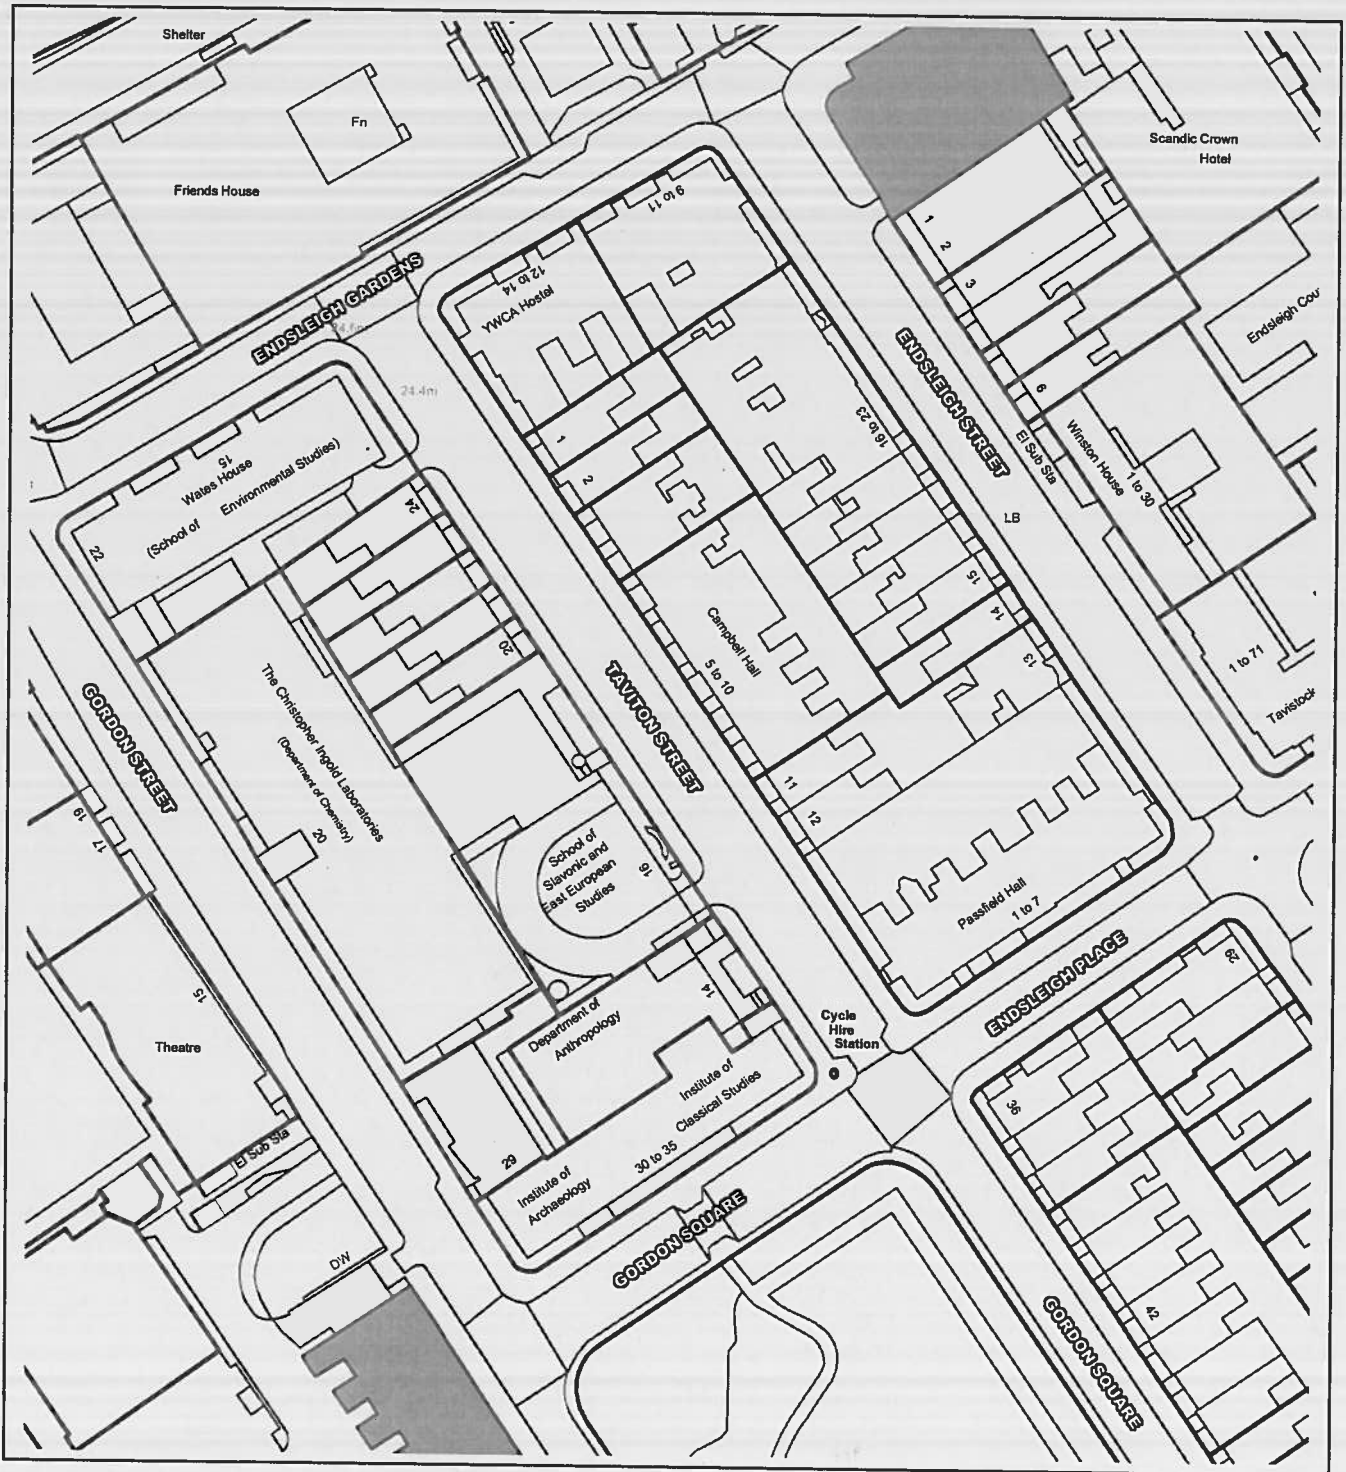 Shelter
Fn
Friends House
Scandic Crown
Hotel
9 to 11
12 to 14
YWCA Hostel
ENDSLEIGH GARDENS
24.4m
1
2
3
6
Endsleigh Cou
ENDSLEIGH STREET
16 to 23
El Sub Sta
Winston House
1 to 30
LB
15
Wates House
(School of Environmental Studies)
22
24
1
2
20
15
14
13
Campbell Hall
5 to 10
1 to 71
Tavistock
TAVITON STREET
GORDON STREET
The Christopher Ingold Laboratories
(Department of Chemistry)
20
19
17
11
12
School of
Slavonic and
East European
Studies
16
Passfield Hall
1 to 7
ENDSLEIGH PLACE
29
15
Theatre
14
Department of
Anthropology
Cycle
Hire
Station
Institute of
Classical Studies
30 to 35
36
El Sub Sta
29
Institute of
Archaeology
GORDON SQUARE
DW
42
GORDON SQUARE